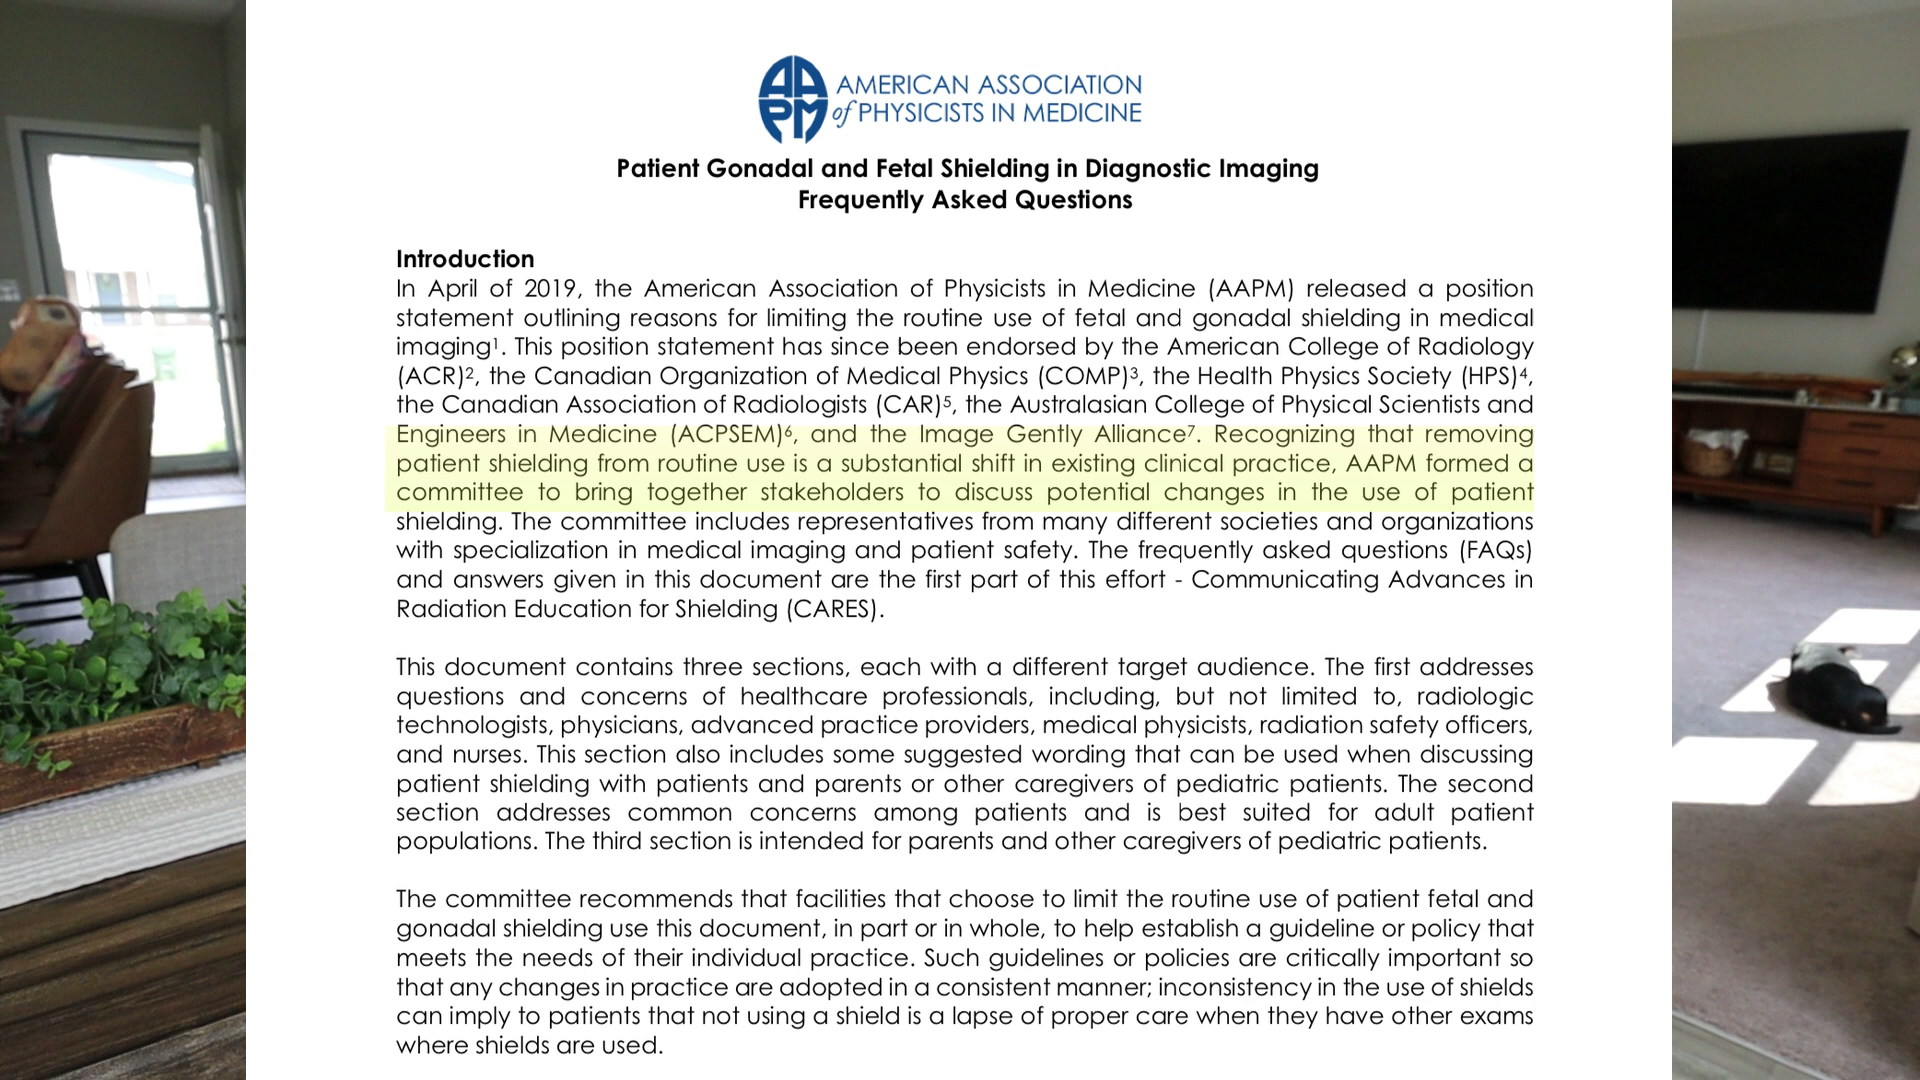 AAPM
AMERICAN ASSOCIATION
of PHYSICISTS IN MEDICINE
Patient Gonadal and Fetal Shielding in Diagnostic Imaging
Frequently Asked Questions
Introduction
In April of 2019, the American Association of Physicists in Medicine (AAPM) released a position
statement outlining reasons for limiting the routine use of fetal and gonadal shielding in medical
imaging¹. This position statement has since been endorsed by the American College of Radiology
(ACR)², the Canadian Organization of Medical Physics (COMP)³, the Health Physics Society (HPS)⁴,
the Canadian Association of Radiologists (CAR)⁵, the Australasian College of Physical Scientists and
Engineers in Medicine (ACPSEM)⁶, and the Image Gently Alliance⁷. Recognizing that removing
patient shielding from routine use is a substantial shift in existing clinical practice, AAPM formed a
committee to bring together stakeholders to discuss potential changes in the use of patient
shielding. The committee includes representatives from many different societies and organizations
with specialization in medical imaging and patient safety. The frequently asked questions (FAQs)
and answers given in this document are the first part of this effort - Communicating Advances in
Radiation Education for Shielding (CARES).
This document contains three sections, each with a different target audience. The first addresses
questions and concerns of healthcare professionals, including, but not limited to, radiologic
technologists, physicians, advanced practice providers, medical physicists, radiation safety officers,
and nurses. This section also includes some suggested wording that can be used when discussing
patient shielding with patients and parents or other caregivers of pediatric patients. The second
section addresses common concerns among patients and is best suited for adult patient
populations. The third section is intended for parents and other caregivers of pediatric patients.
The committee recommends that facilities that choose to limit the routine use of patient fetal and
gonadal shielding use this document, in part or in whole, to help establish a guideline or policy that
meets the needs of their individual practice. Such guidelines or policies are critically important so
that any changes in practice are adopted in a consistent manner; inconsistency in the use of shields
can imply to patients that not using a shield is a lapse of proper care when they have other exams
where shields are used.